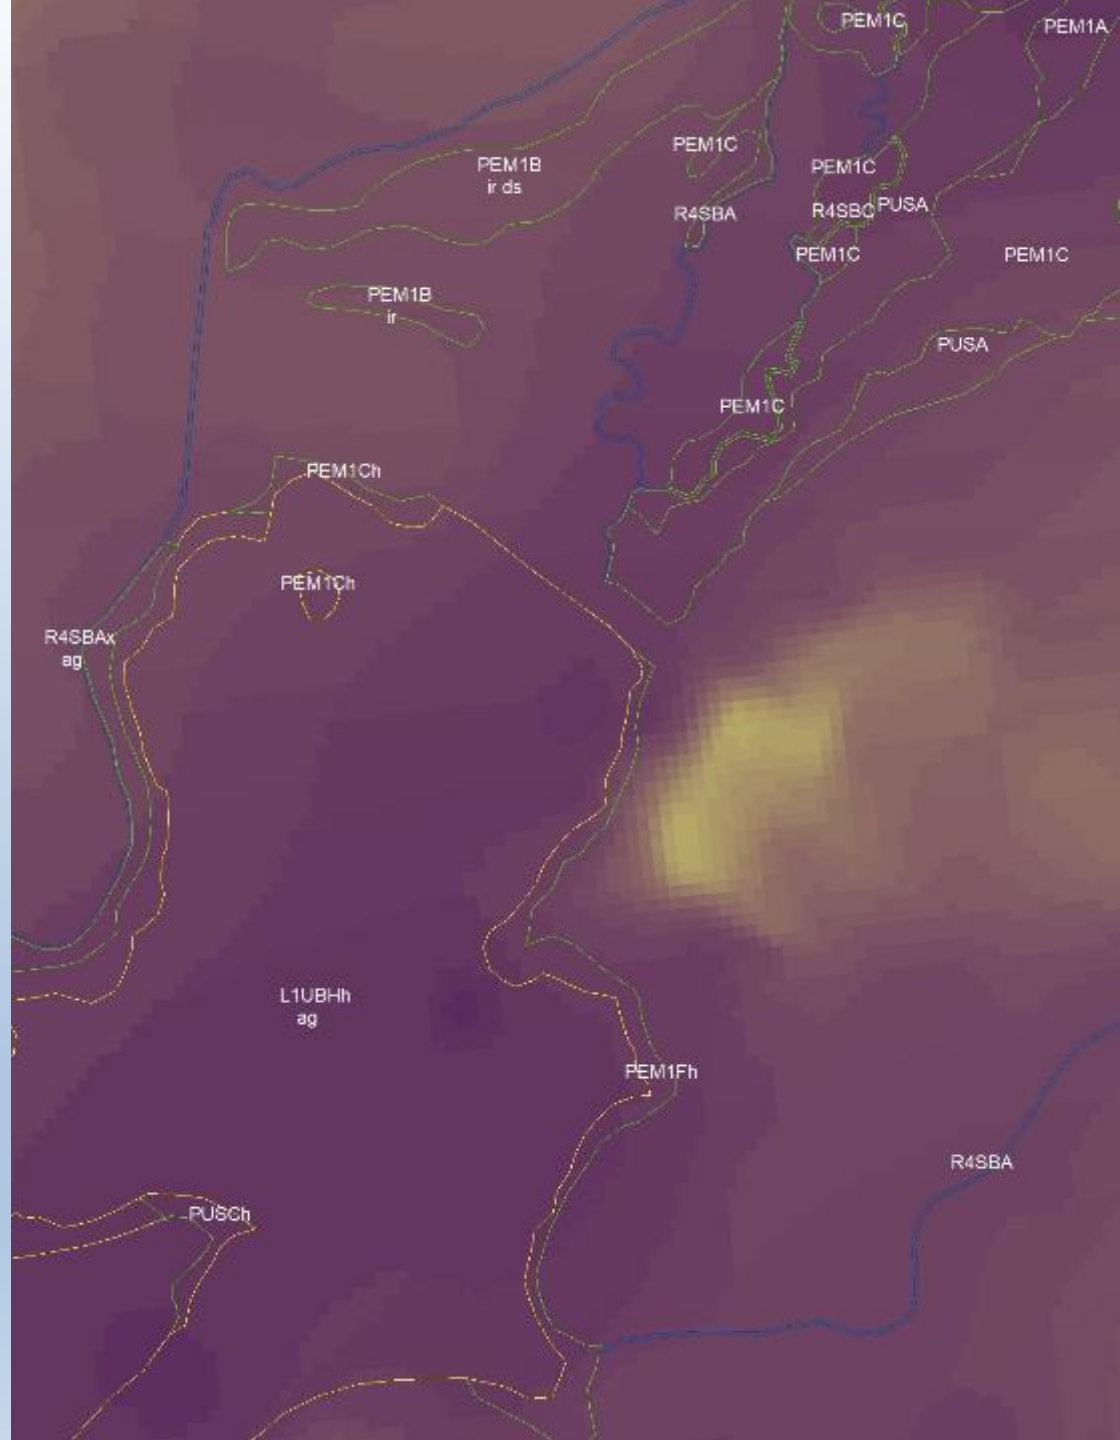 PEM1C
PEM1A
PEM1C
PEM1B
ir ds
PEM1C
R4SBA
R4SBC
PUSA
PEM1C
PEM1C
PEM1B
ir
PUSA
PEM1C
PEM1Ch
PEM1Ch
R4SBAx
ag
L1UBHh
ag
PEM1Fh
R4SBA
PUSCh